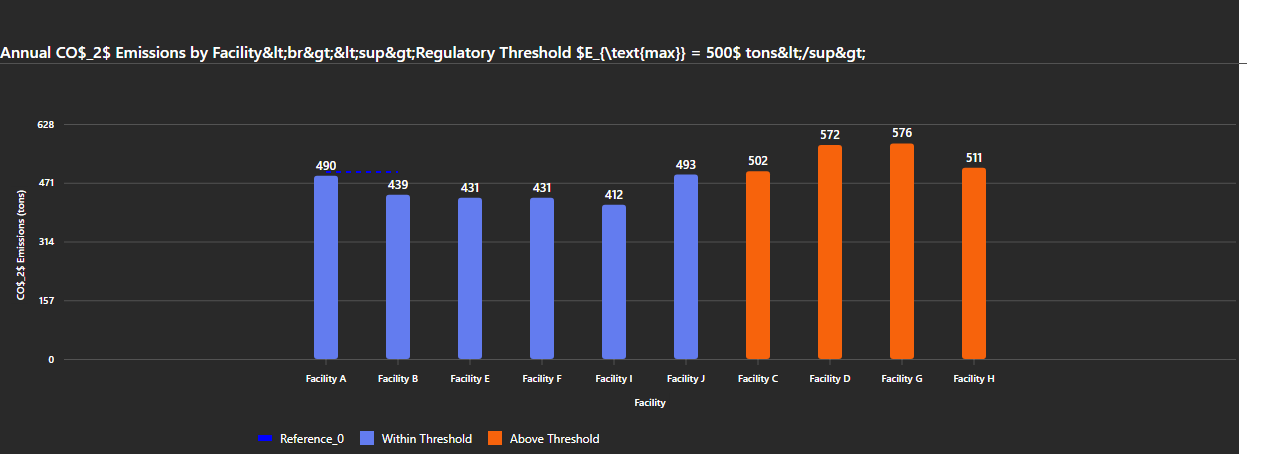 Annual CO$_2$ Emissions by Facility&lt;br&gt;&lt;sup&gt;Regulatory Threshold $E_{\text{max}} = 500$ tons&lt;/sup&gt;
CO$_2$ Emissions (tons)
628
471
314
157
0
490
439
431
431
412
493
502
572
576
511
Facility A
Facility B
Facility E
Facility F
Facility I
Facility J
Facility C
Facility D
Facility G
Facility H
Facility
Reference_0
Within Threshold
Above Threshold